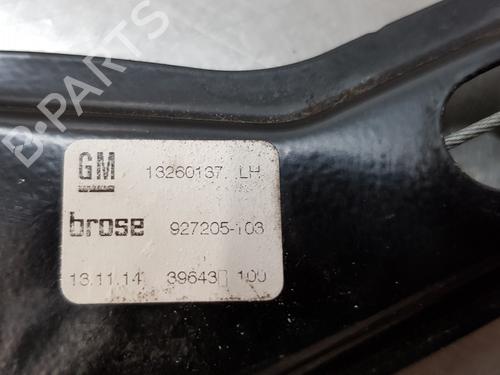 B-PARTS
GM 13260137 LH
brose 927205-103
13.11.14 39643 100